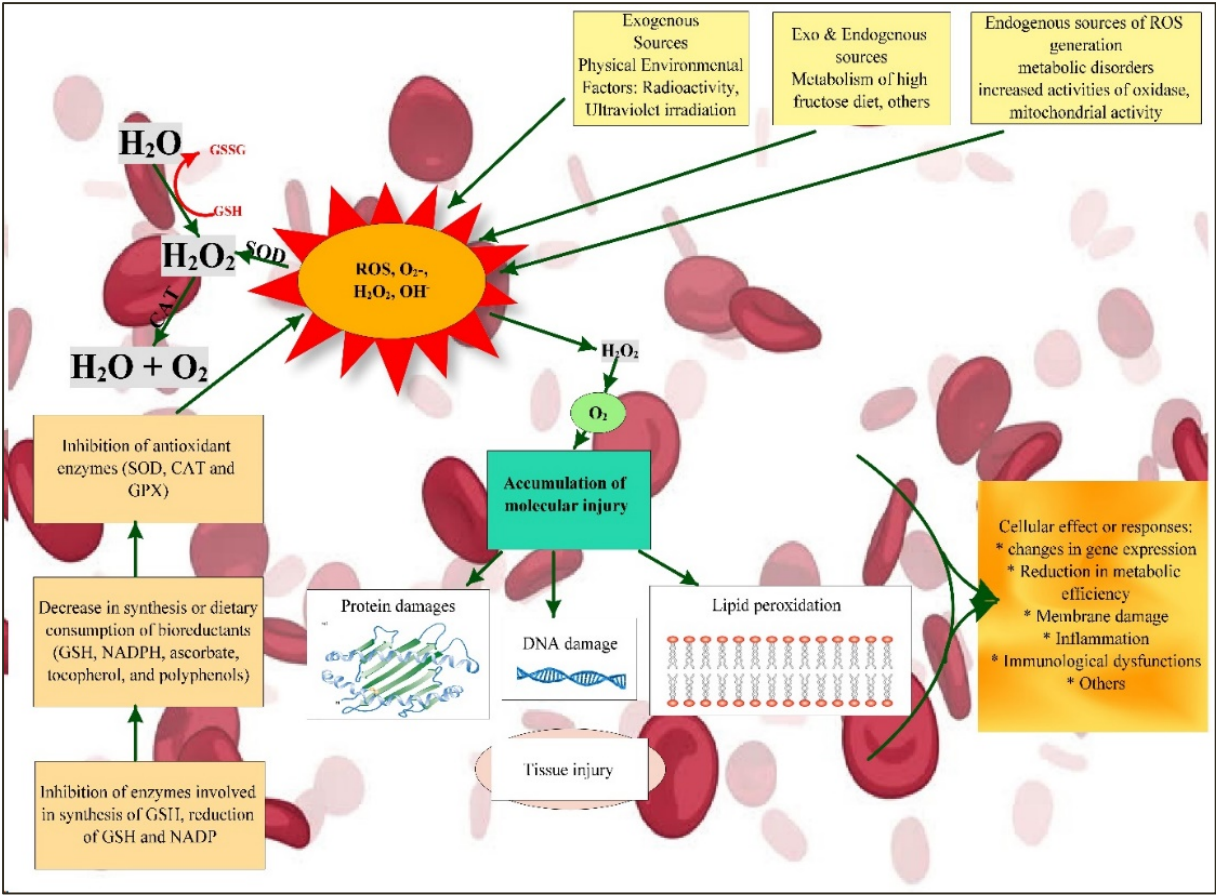 Exogenous
Sources
Physical Environmental
Factors: Radioactivity,
Ultraviolet irradiation
Exo & Endogenous
sources
Metabolism of high
fructose diet, others
Endogenous sources of ROS
generation
metabolic disorders
increased activities of oxidase,
mitochondrial activity
H₂O
GSSG
GSH
H₂O₂
SOD
CAT
H₂O + O₂
ROS, O₂-,
H₂O₂, OH⁻
H₂O₂
O₂
Accumulation of
molecular injury
Inhibition of antioxidant
enzymes (SOD, CAT and
GPX)
Decrease in synthesis or dietary
consumption of bioreductants
(GSH, NADPH, ascorbate,
tocopherol, and polyphenols)
Inhibition of enzymes involved
in synthesis of GSH, reduction
of GSH and NADP
Protein damages
DNA damage
Lipid peroxidation
Tissue injury
Cellular effect or responses:
* changes in gene expression
* Reduction in metabolic
efficiency
* Membrane damage
* Inflammation
* Immunological dysfunctions
* Others